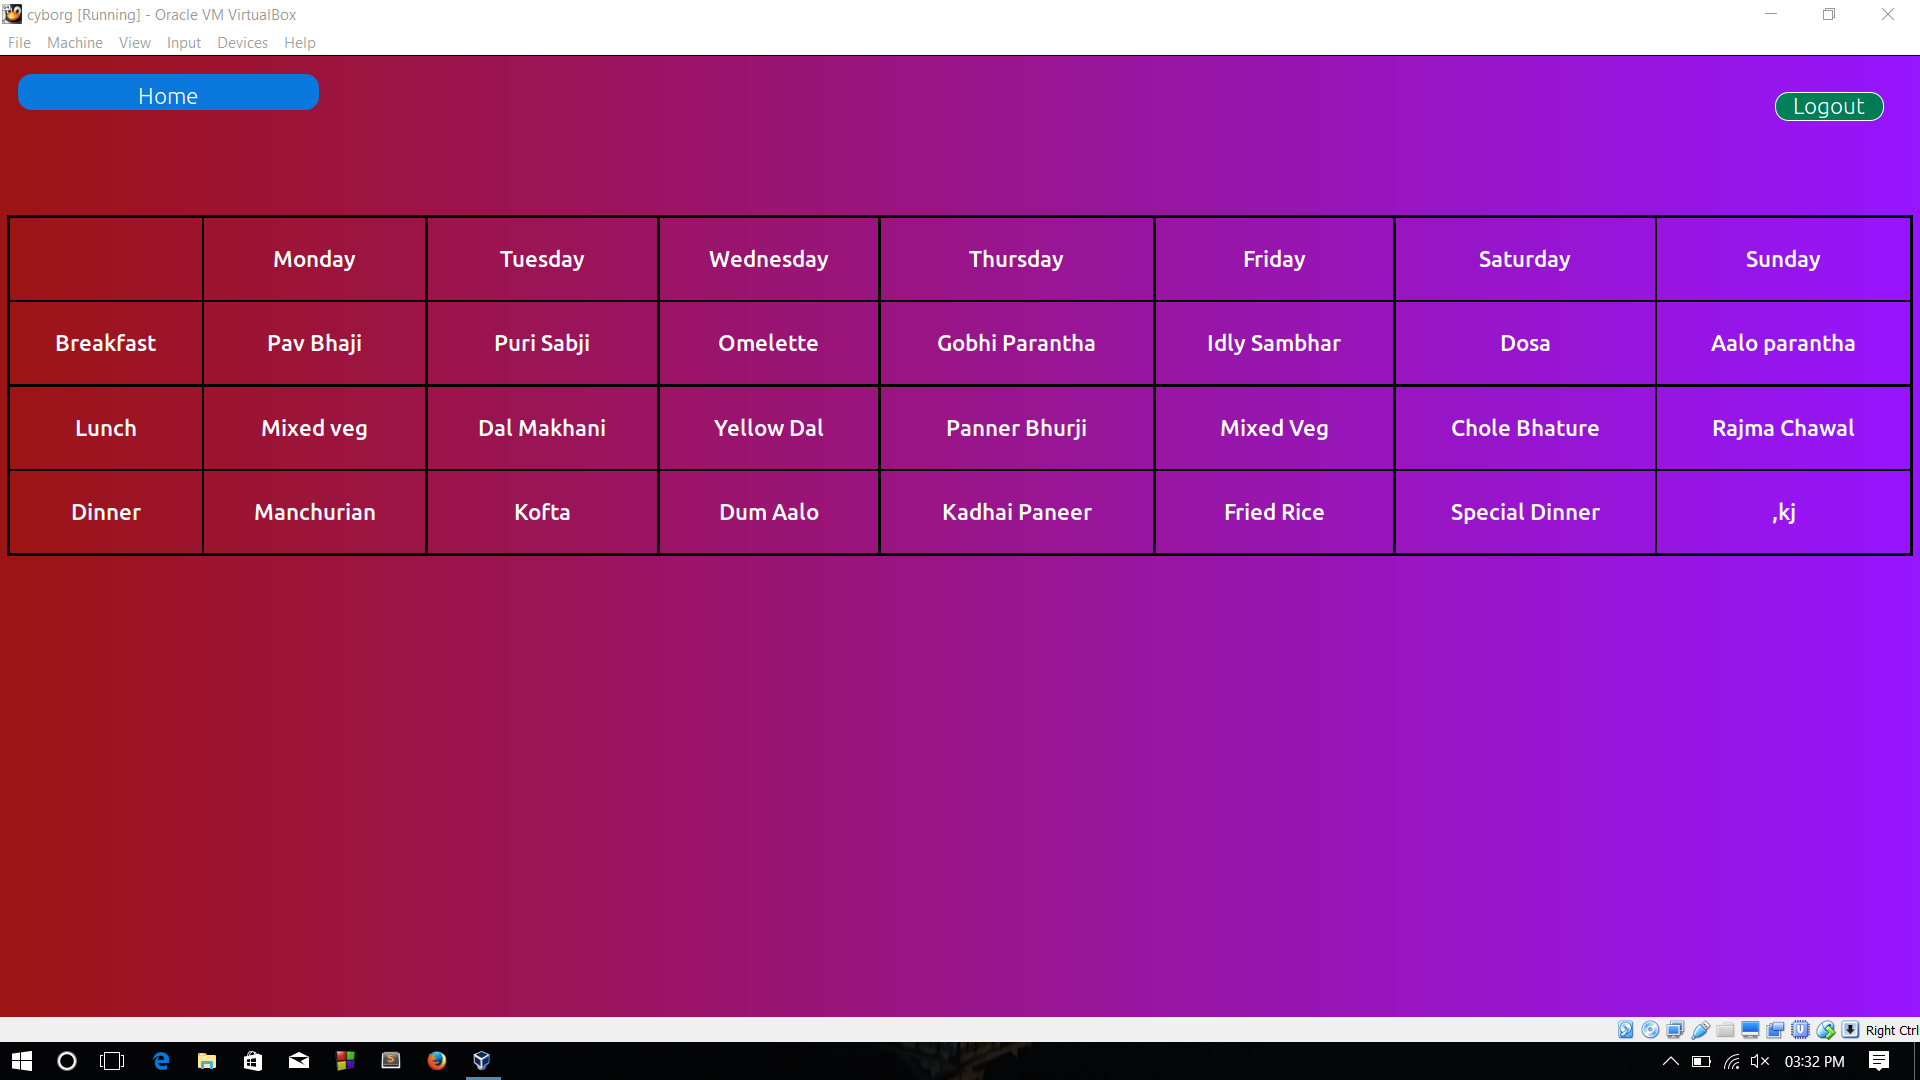 cyborg [Running] - Oracle VM VirtualBox
File Machine View Input Devices Help
Home
Logout
Monday Tuesday Wednesday Thursday Friday Saturday Sunday
Breakfast Pav Bhaji Puri Sabji Omelette Gobhi Parantha Idly Sambhar Dosa Aalo parantha
Lunch Mixed veg Dal Makhani Yellow Dal Panner Bhurji Mixed Veg Chole Bhature Rajma Chawal
Dinner Manchurian Kofta Dum Aalo Kadhai Paneer Fried Rice Special Dinner ,kj
Right Ctrl
03:32 PM